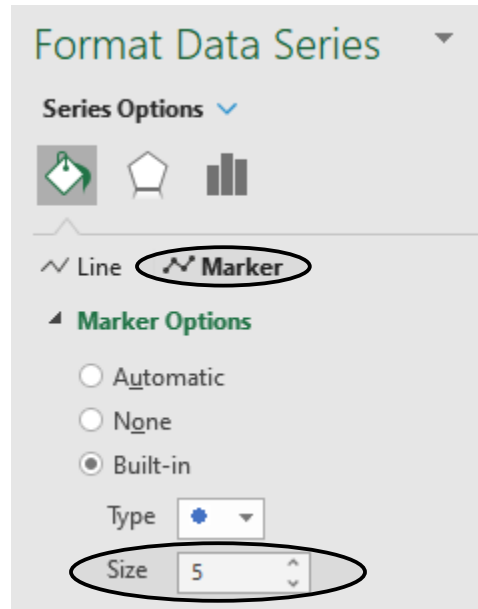 Format Data Series
Series Options
Line Marker
Marker Options
Automatic
None
Built-in
Type
Size 5